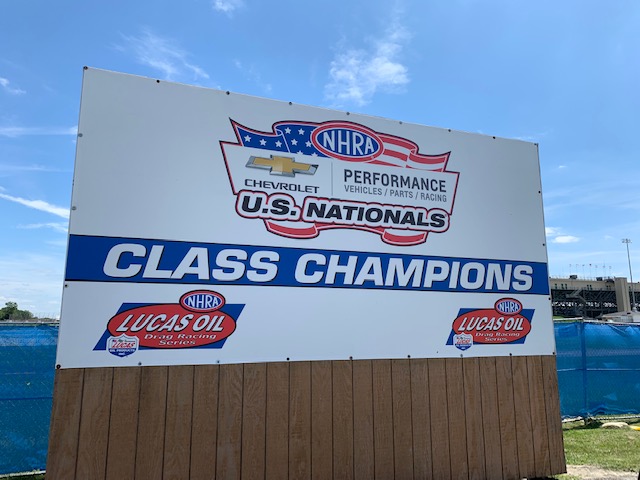 NHRA
CHEVROLET
PERFORMANCE
VEHICLES / PARTS / RACING
U.S. NATIONALS
CLASS CHAMPIONS
NHRA
LUCAS OIL
Drag Racing
Series
NHRA
LUCAS OIL
Drag Racing
Series